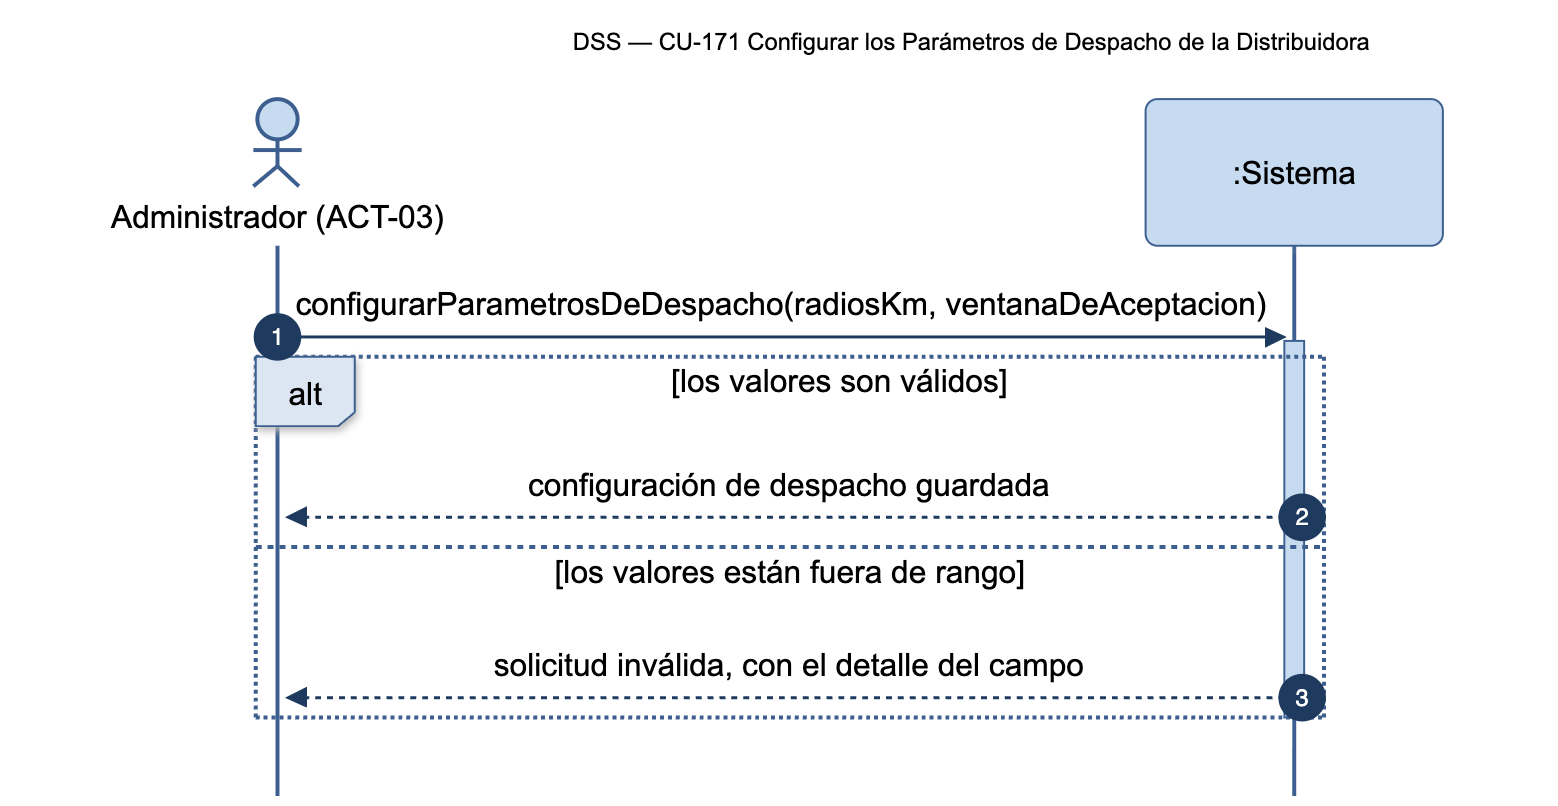 DSS — CU-171 Configurar los Parámetros de Despacho de la Distribuidora
Administrador (ACT-03)
:Sistema
configurarParametrosDeDespacho(radiosKm, ventanaDeAceptacion)
1
alt
[los valores son válidos]
configuración de despacho guardada
2
[los valores están fuera de rango]
solicitud inválida, con el detalle del campo
3